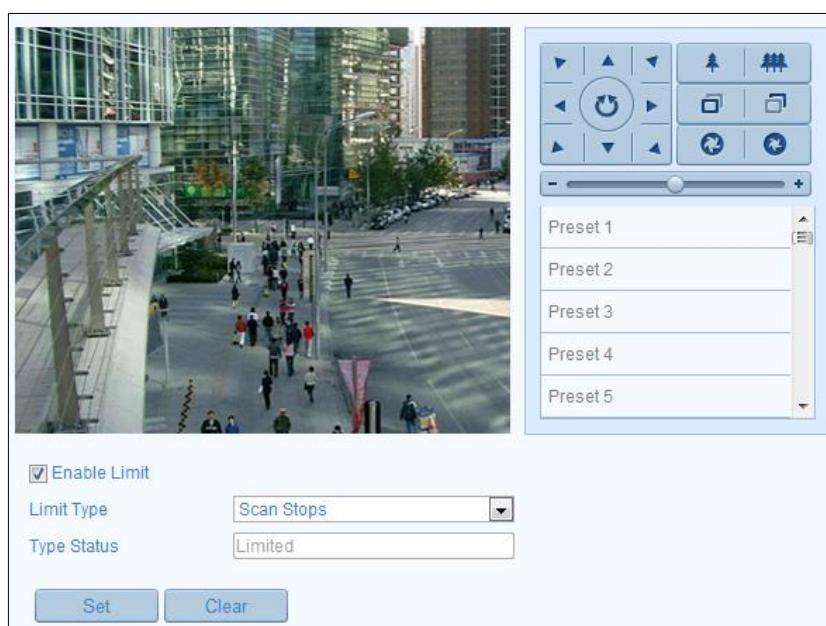 Preset 1
Preset 2
Preset 3
Preset 4
Preset 5
Enable Limit
Limit Type Scan Stops
Type Status Limited
Set Clear